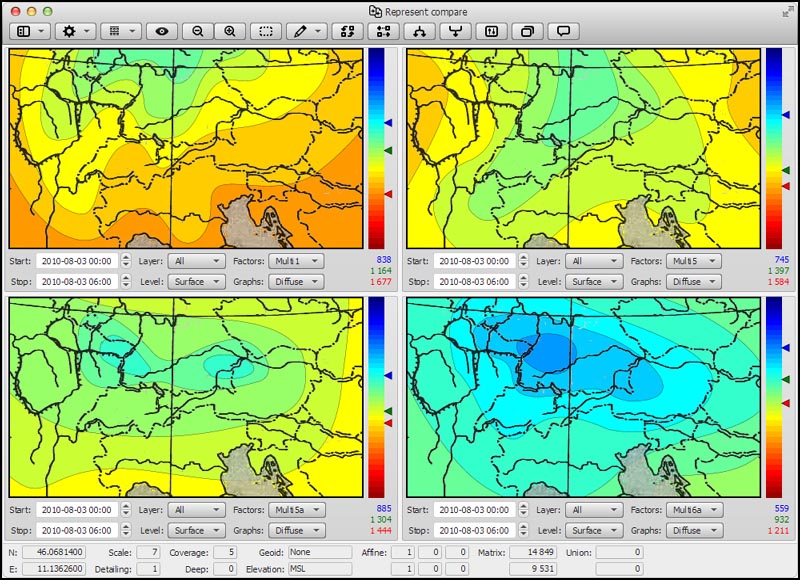 Represent compare
Start: 2010-08-03 00:00 Layer: All Factors: Multi1 838
1 164
Stop: 2010-08-03 06:00 Level: Surface Graphs: Diffuse 1 677
Start: 2010-08-03 00:00 Layer: All Factors: Multi5 745
1 397
Stop: 2010-08-03 06:00 Level: Surface Graphs: Diffuse 1 584
Start: 2010-08-03 00:00 Layer: All Factors: Multi5a 885
1 304
Stop: 2010-08-03 06:00 Level: Surface Graphs: Diffuse 1 444
Start: 2010-08-03 00:00 Layer: All Factors: Multi6a 559
932
Stop: 2010-08-03 06:00 Level: Surface Graphs: Diffuse 1 211
N: 46.0681400 Scale: 7 Coverage: 5 Geoid: None Affine: 1 0 0 Matrix: 14 849 Union: 0
E: 11.1362600 Detailing: 1 Deep: 0 Elevation: MSL 1 0 0 9 531 0